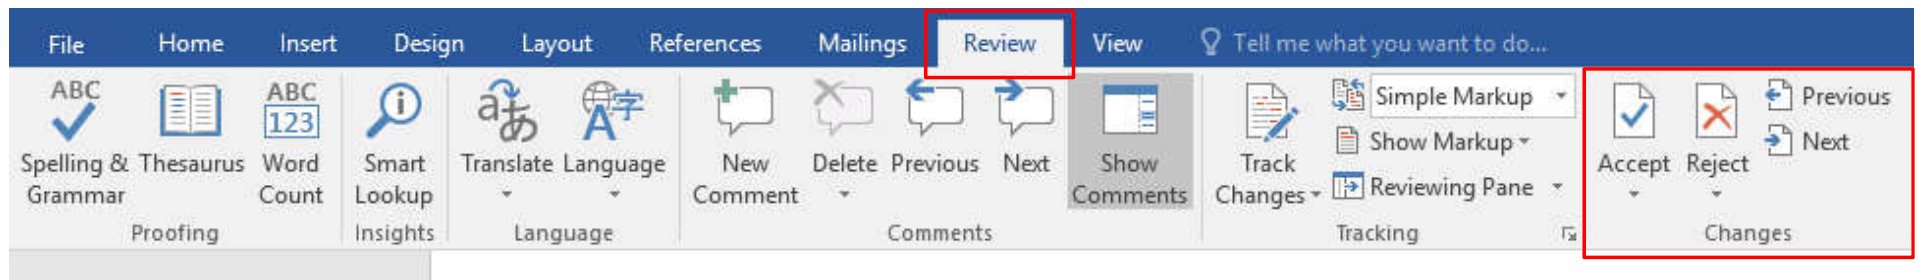 File Home Insert Design Layout References Mailings Review View Tell me what you want to do...
ABC
Spelling & Grammar
Thesaurus
ABC
123
Word Count
Proofing
Smart Lookup
Insights
a あ
Translate
A 字
Language
Language
New Comment
Delete
Previous
Next
Show Comments
Comments
Track Changes
Simple Markup
Show Markup
Reviewing Pane
Tracking
Accept
Reject
Previous
Next
Changes